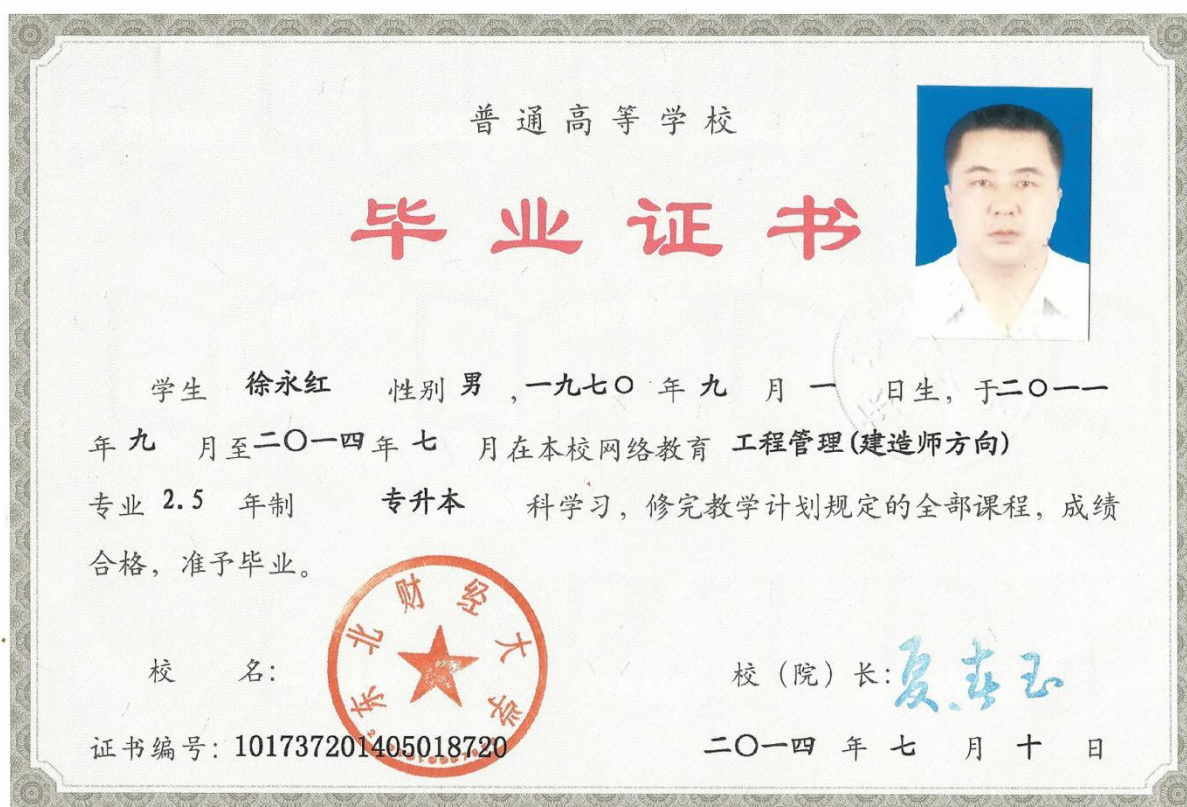 普通高等学校
毕业证书
学生 徐永红 性别 男 ,一九七〇 年 九 月 一 日生，于二〇一一
年 九 月至二〇一四年 七 月在本校网络教育 工程管理(建造师方向)
专业 2.5 年制 专升本 科学习，修完教学计划规定的全部课程，成绩
合格，准予毕业。
东北财经大学
校 名：
校（院）长：夏春玉
证书编号：101737201405018720
二〇一四 年 七 月 十 日